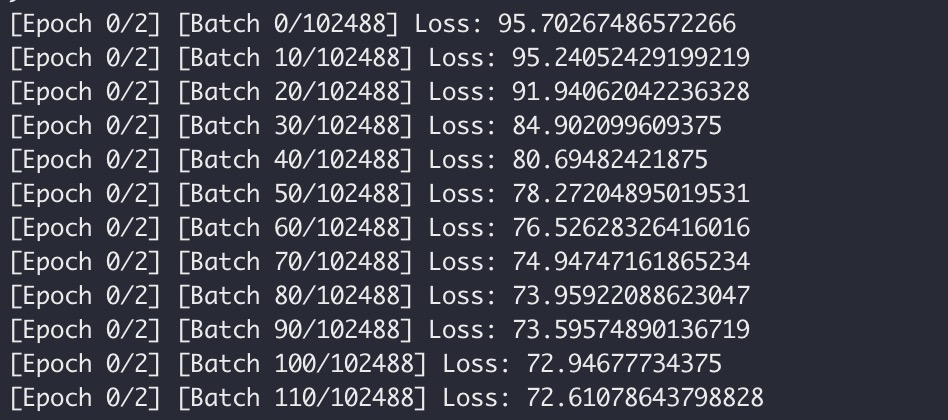 [Epoch 0/2] [Batch 0/102488] Loss: 95.70267486572266
[Epoch 0/2] [Batch 10/102488] Loss: 95.24052429199219
[Epoch 0/2] [Batch 20/102488] Loss: 91.94062042236328
[Epoch 0/2] [Batch 30/102488] Loss: 84.902099609375
[Epoch 0/2] [Batch 40/102488] Loss: 80.69482421875
[Epoch 0/2] [Batch 50/102488] Loss: 78.27204895019531
[Epoch 0/2] [Batch 60/102488] Loss: 76.52628326416016
[Epoch 0/2] [Batch 70/102488] Loss: 74.94747161865234
[Epoch 0/2] [Batch 80/102488] Loss: 73.95922088623047
[Epoch 0/2] [Batch 90/102488] Loss: 73.59574890136719
[Epoch 0/2] [Batch 100/102488] Loss: 72.94677734375
[Epoch 0/2] [Batch 110/102488] Loss: 72.61078643798828